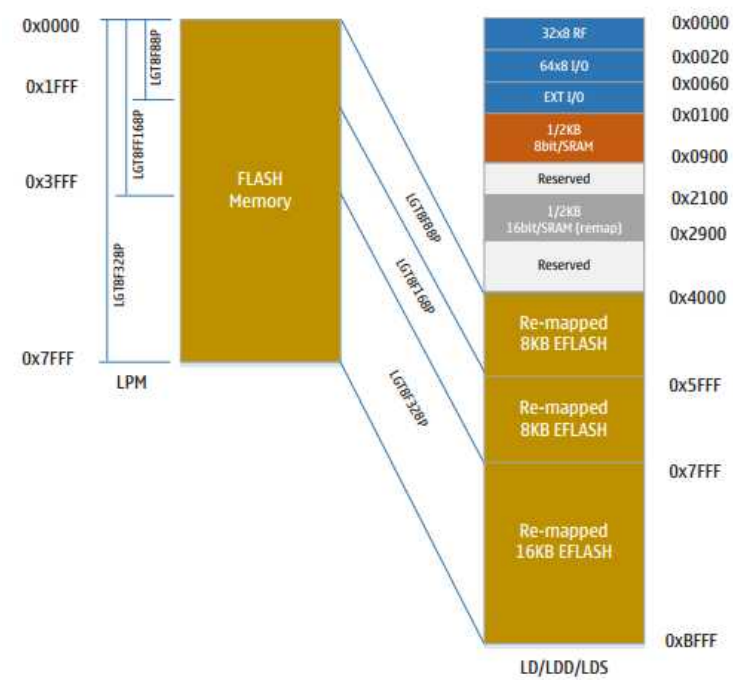 0x0000
0x1FFF
0x3FFF
0x7FFF
LGT8F88P
LGT8FF168P
LGT8F328P
LPM
FLASH
Memory
LGT8F88P
LGT8F168P
LGT8F328P
32x8 RF
64x8 I/O
EXT I/O
1/2KB
8bit/SRAM
Reserved
1/2KB
16bit/SRAM (remap)
Reserved
Re-mapped
8KB EFLASH
Re-mapped
8KB EFLASH
Re-mapped
16KB EFLASH
0x0000
0x0020
0x0060
0x0100
0x0900
0x2100
0x2900
0x4000
0x5FFF
0x7FFF
0xBFFF
LD/LDD/LDS